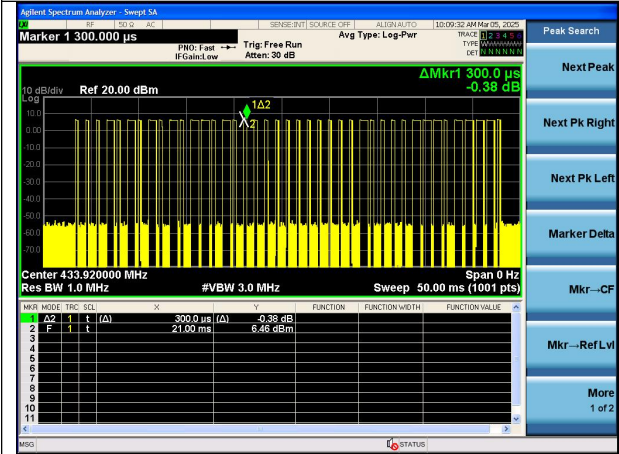 Agilent Spectrum Analyzer - Swept SA
LXI RF 50 Ω AC SENSE:INT SOURCE OFF ALIGN AUTO 10:09:32 AM Mar 05, 2025
Marker 1 300.000 µs
PNO: Fast Trig: Free Run Avg Type: Log-Pwr TRACE 1 2 3 4 5 6
TYPE W
IFGain:Low Atten: 30 dB DET N N N N N N
Peak Search
ΔMkr1 300.0 µs
-0.38 dB
10 dB/div Ref 20.00 dBm
Log
1Δ2
X2
10.0
0.00
-10.0
-20.0
-30.0
-40.0
-50.0
-60.0
-70.0
Center 433.920000 MHz Span 0 Hz
Res BW 1.0 MHz #VBW 3.0 MHz Sweep 50.00 ms (1001 pts)
MKR MODE TRC SCL X Y FUNCTION FUNCTION WIDTH FUNCTION VALUE
1 Δ2 1 t (Δ) 300.0 µs (Δ) -0.38 dB
2 F 1 t 21.00 ms 6.46 dBm
3
4
5
6
7
8
9
10
11
MSG STATUS
Next Peak
Next Pk Right
Next Pk Left
Marker Delta
Mkr→CF
Mkr→Ref Lvl
More
1 of 2